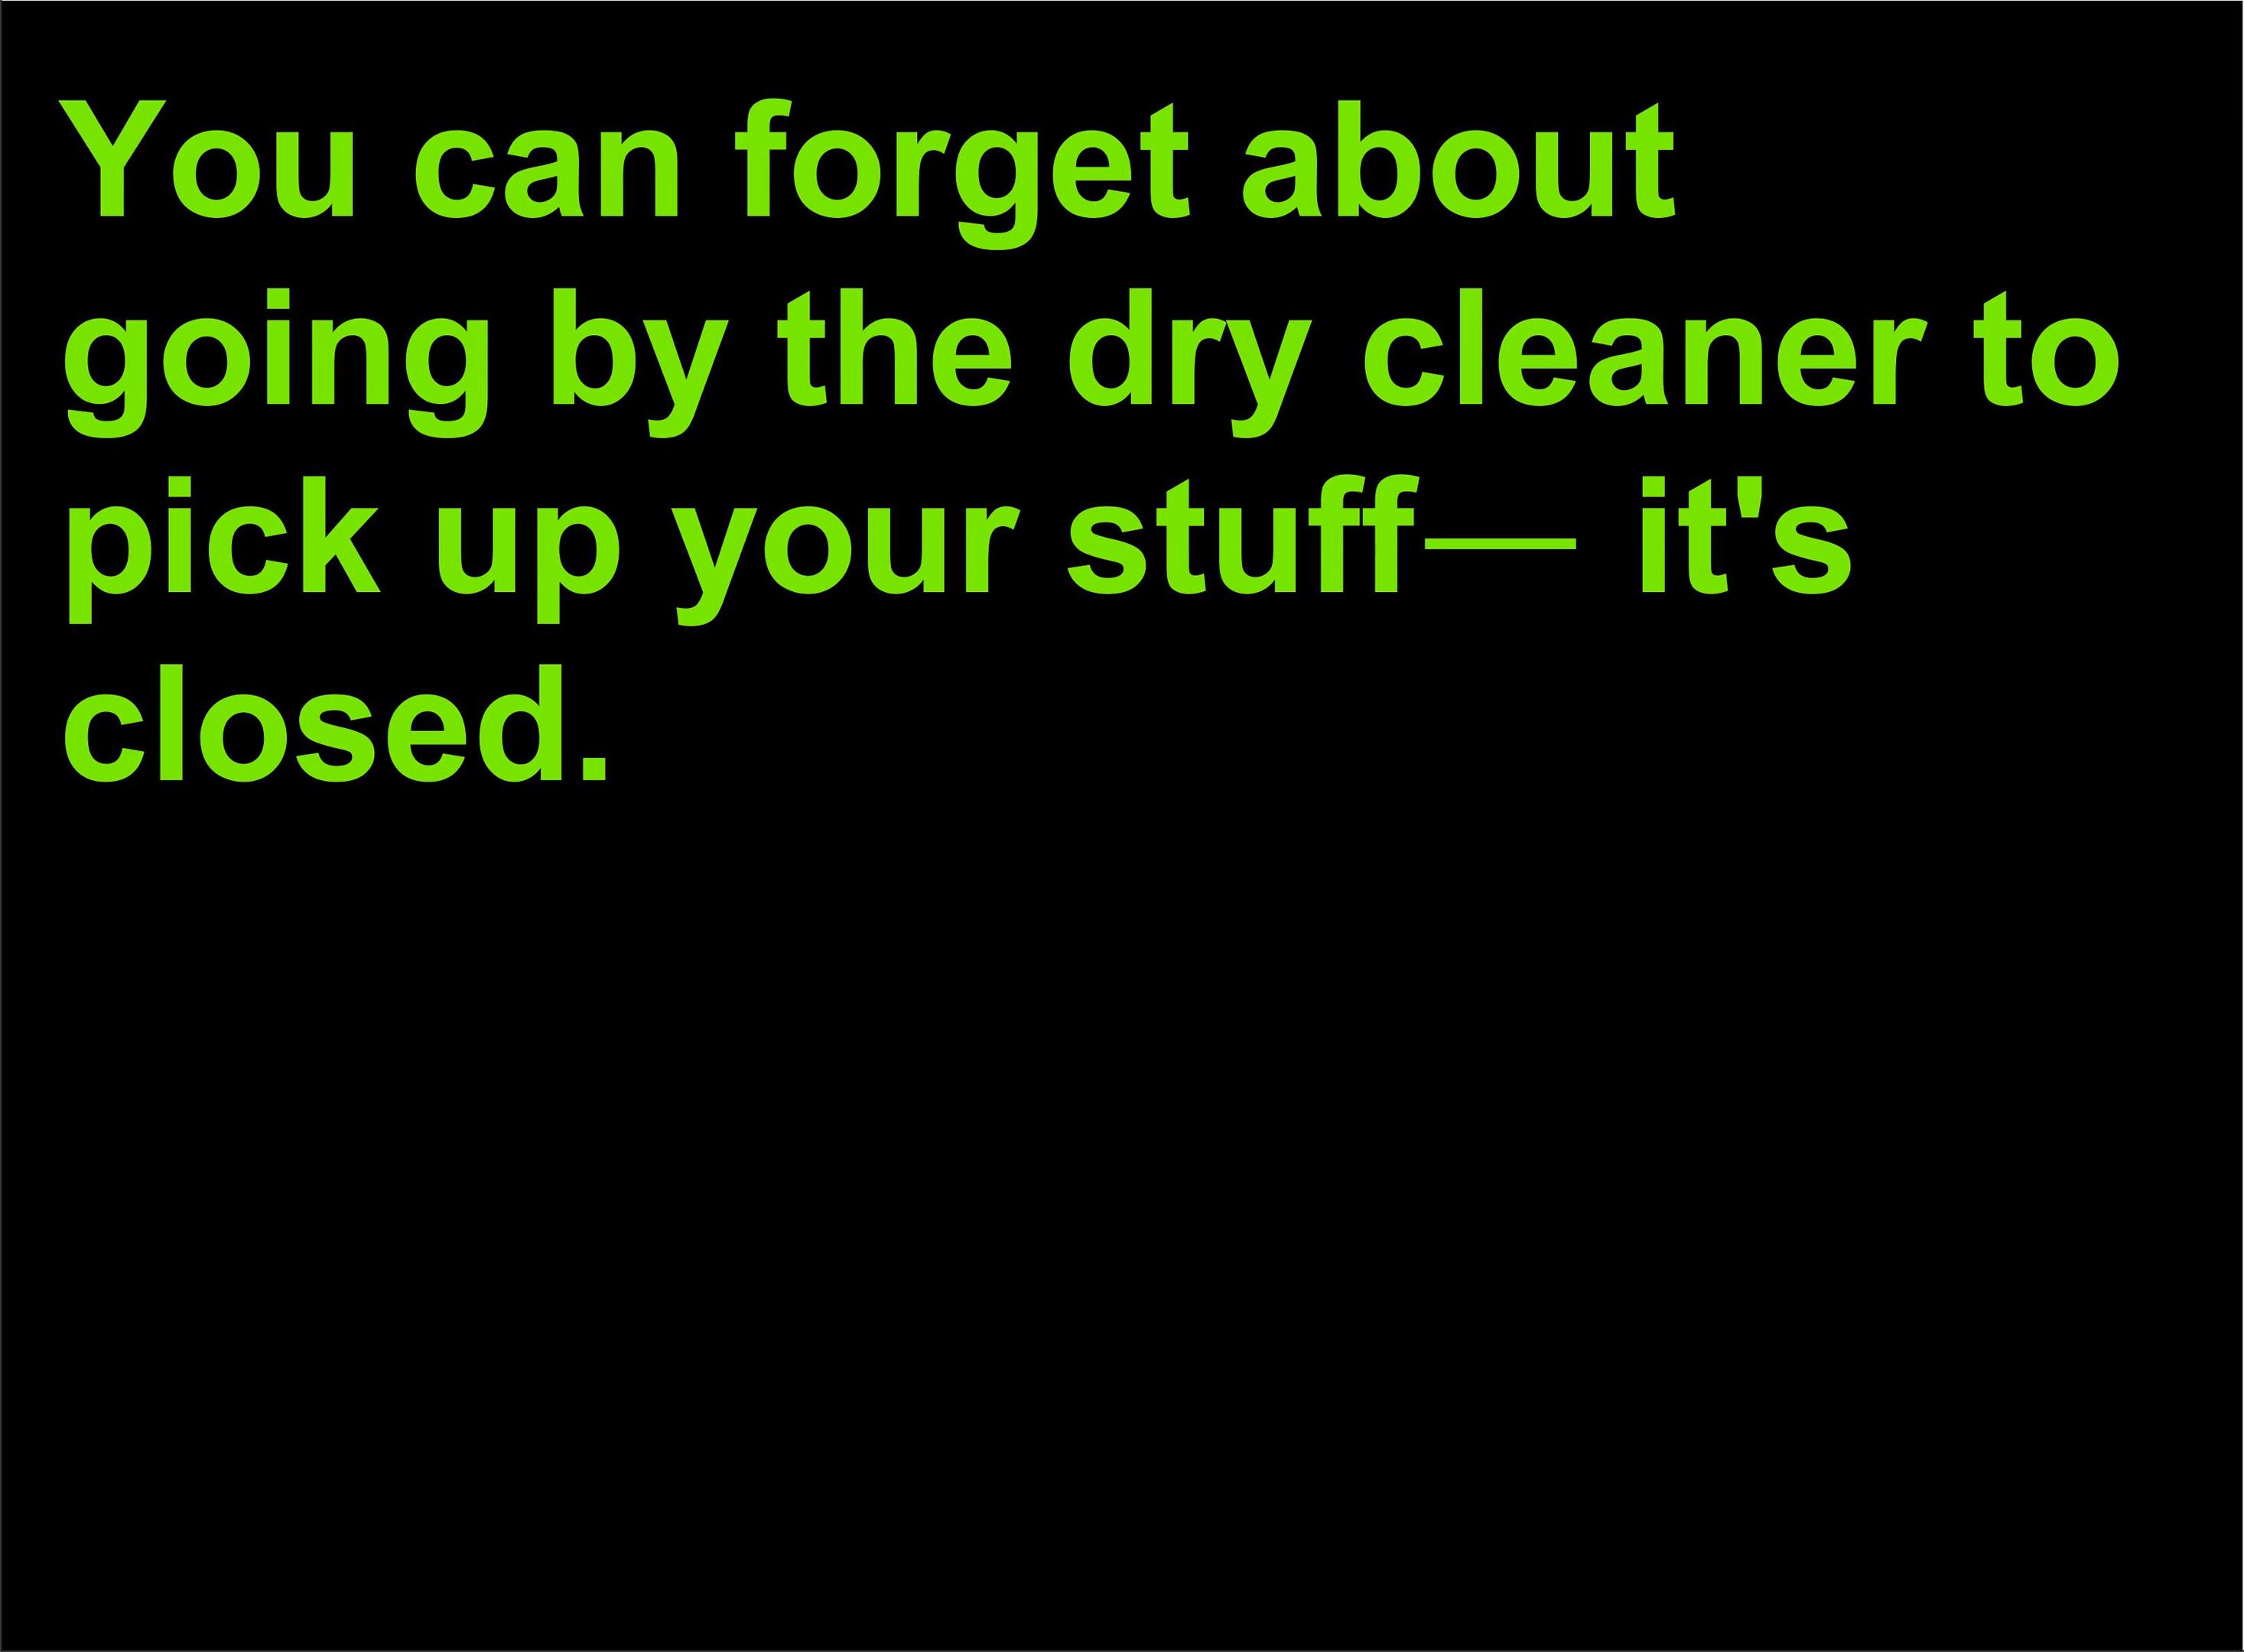 You can forget about
going by the dry cleaner to
pick up your stuff— it's
closed.